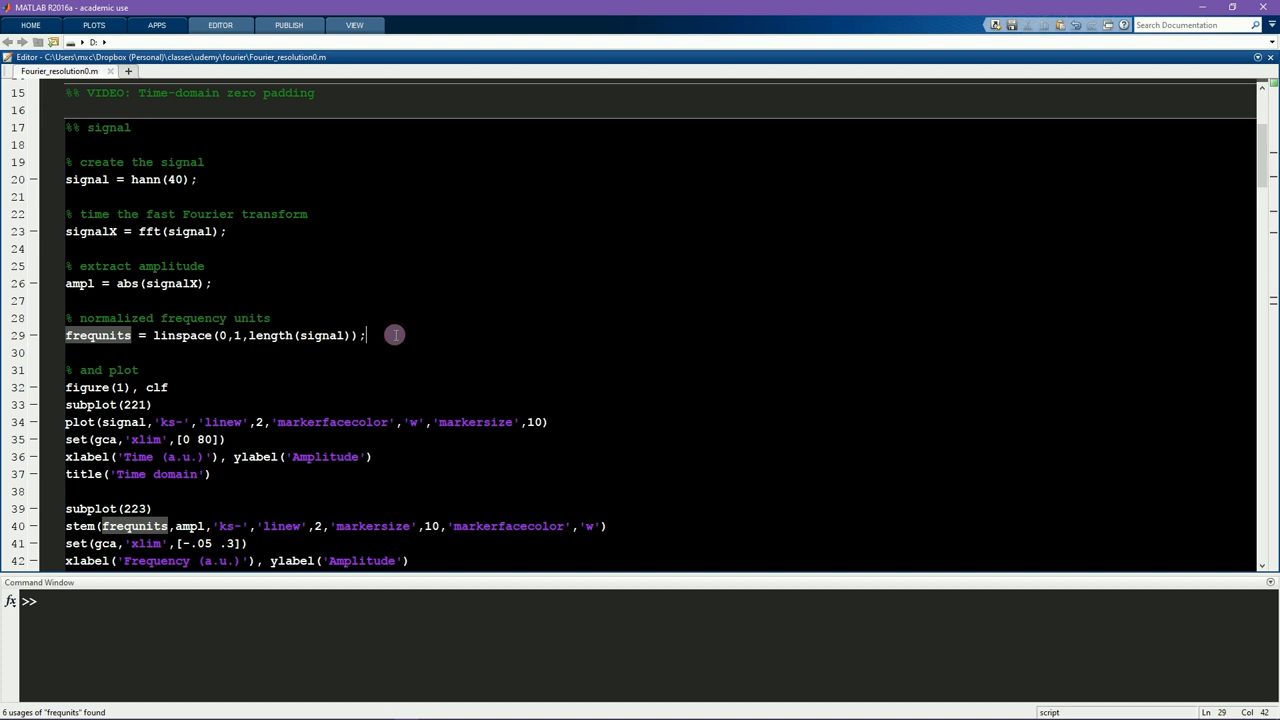 MATLAB R2016a - academic use
HOME PLOTS APPS EDITOR PUBLISH VIEW Search Documentation
D:
Editor - C:\Users\mxc\Dropbox (Personal)\classes\udemy\fourier\Fourier_resolution0.m
Fourier_resolution0.m
15 %% VIDEO: Time-domain zero padding
16
17 %% signal
18
19 % create the signal
20 signal = hann(40);
21
22 % time the fast Fourier transform
23 signalX = fft(signal);
24
25 % extract amplitude
26 ampl = abs(signalX);
27
28 % normalized frequency units
29 frequnits = linspace(0,1,length(signal));
30
31 % and plot
32 figure(1), clf
33 subplot(221)
34 plot(signal,'ks-','linew',2,'markerfacecolor','w','markersize',10)
35 set(gca,'xlim',[0 80])
36 xlabel('Time (a.u.)'), ylabel('Amplitude')
37 title('Time domain')
38
39 subplot(223)
40 stem(frequnits,ampl,'ks-','linew',2,'markersize',10,'markerfacecolor','w')
41 set(gca,'xlim',[-.05 .3])
42 xlabel('Frequency (a.u.)'), ylabel('Amplitude')
Command Window
fx >>
6 usages of "frequnits" found script Ln 29 Col 42